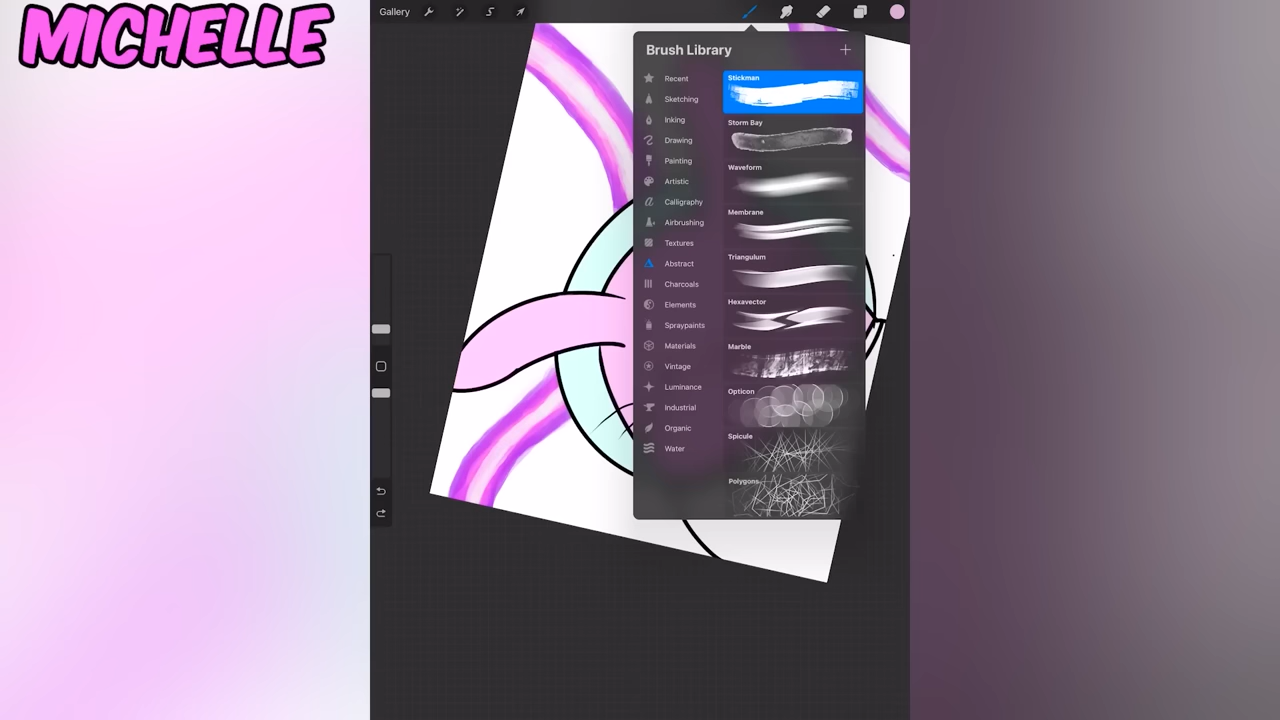 MICHELLE
Gallery
Brush Library
Recent
Sketching
Inking
Drawing
Painting
Artistic
Calligraphy
Airbrushing
Textures
Abstract
Charcoals
Elements
Spraypaints
Materials
Vintage
Luminance
Industrial
Organic
Water
Stickman
Storm Bay
Waveform
Membrane
Triangulum
Hexavector
Marble
Opticon
Spicule
Polygons